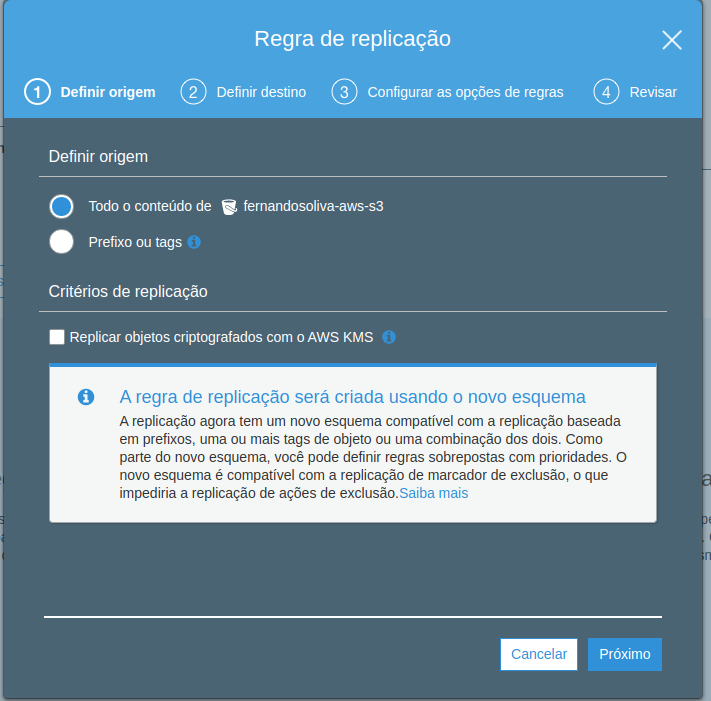 Regra de replicação
1 Definir origem 2 Definir destino 3 Configurar as opções de regras 4 Revisar
Definir origem
Todo o conteúdo de fernandosoliva-aws-s3
Prefixo ou tags
Critérios de replicação
Replicar objetos criptografados com o AWS KMS
A regra de replicação será criada usando o novo esquema
A replicação agora tem um novo esquema compatível com a replicação baseada
em prefixos, uma ou mais tags de objeto ou uma combinação dos dois. Como
parte do novo esquema, você pode definir regras sobrepostas com prioridades. O
novo esquema é compatível com a replicação de marcador de exclusão, o que
impediria a replicação de ações de exclusão.Saiba mais
Cancelar Próximo